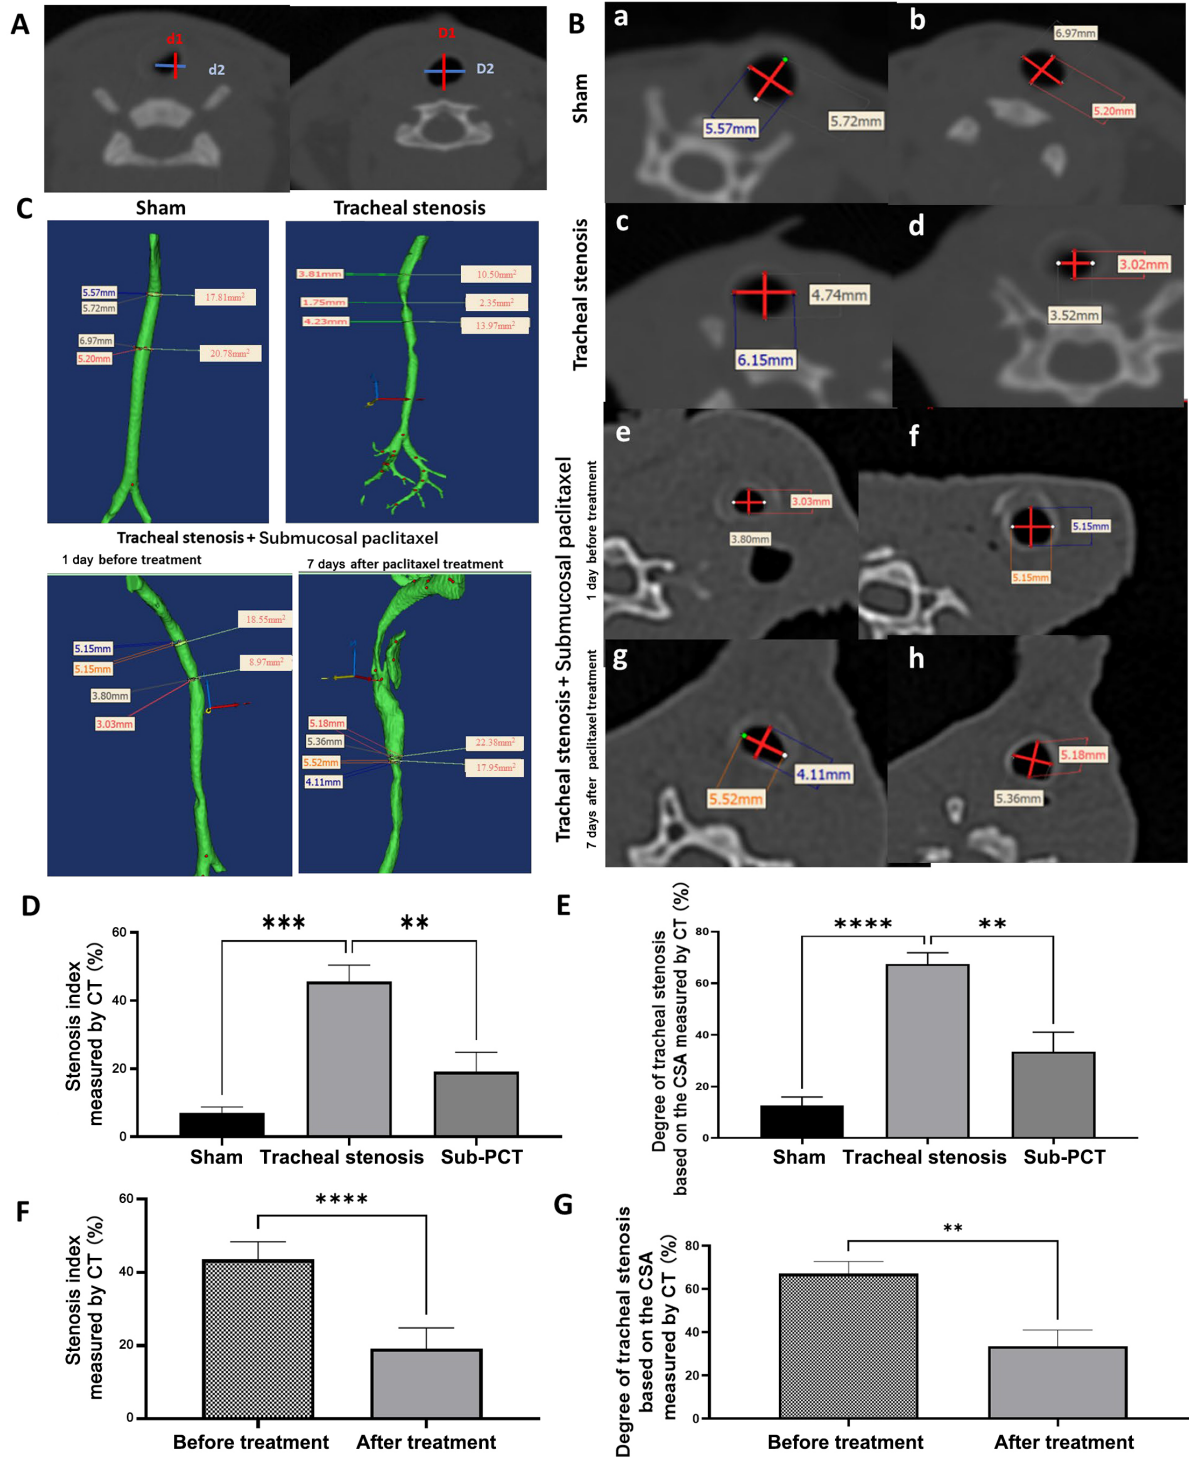 A
d1
d2
D1
D2
B
Sham
a
5.57mm
5.72mm
b
6.97mm
5.20mm
Tracheal stenosis
c
4.74mm
6.15mm
d
3.02mm
3.52mm
Tracheal stenosis + Submucosal paclitaxel
1 day before treatment
e
3.03mm
3.80mm
f
5.15mm
5.15mm
7 days after paclitaxel treatment
g
4.11mm
5.52mm
h
5.18mm
5.36mm
C
Sham
5.57mm
5.72mm
17.81mm²
6.97mm
5.20mm
20.78mm²
Tracheal stenosis
3.81mm
10.50mm²
1.75mm
2.35mm²
4.23mm
13.97mm²
Tracheal stenosis + Submucosal paclitaxel
1 day before treatment
18.55mm²
5.15mm
5.15mm
8.97mm²
3.80mm
3.03mm
7 days after paclitaxel treatment
5.18mm
5.36mm
5.52mm
4.11mm
22.38mm²
17.95mm²
D
Stenosis index
measured by CT (%)
60
40
20
0
***
**
Sham
Tracheal stenosis
Sub-PCT
E
Degree of tracheal stenosis
based on the CSA measured by CT (%)
80
60
40
20
0
****
**
Sham
Tracheal stenosis
Sub-PCT
F
Stenosis index
measured by CT (%)
60
40
20
0
****
Before treatment
After treatment
G
Degree of tracheal stenosis
based on the CSA
measured by CT (%)
80
60
40
20
0
**
Before treatment
After treatment